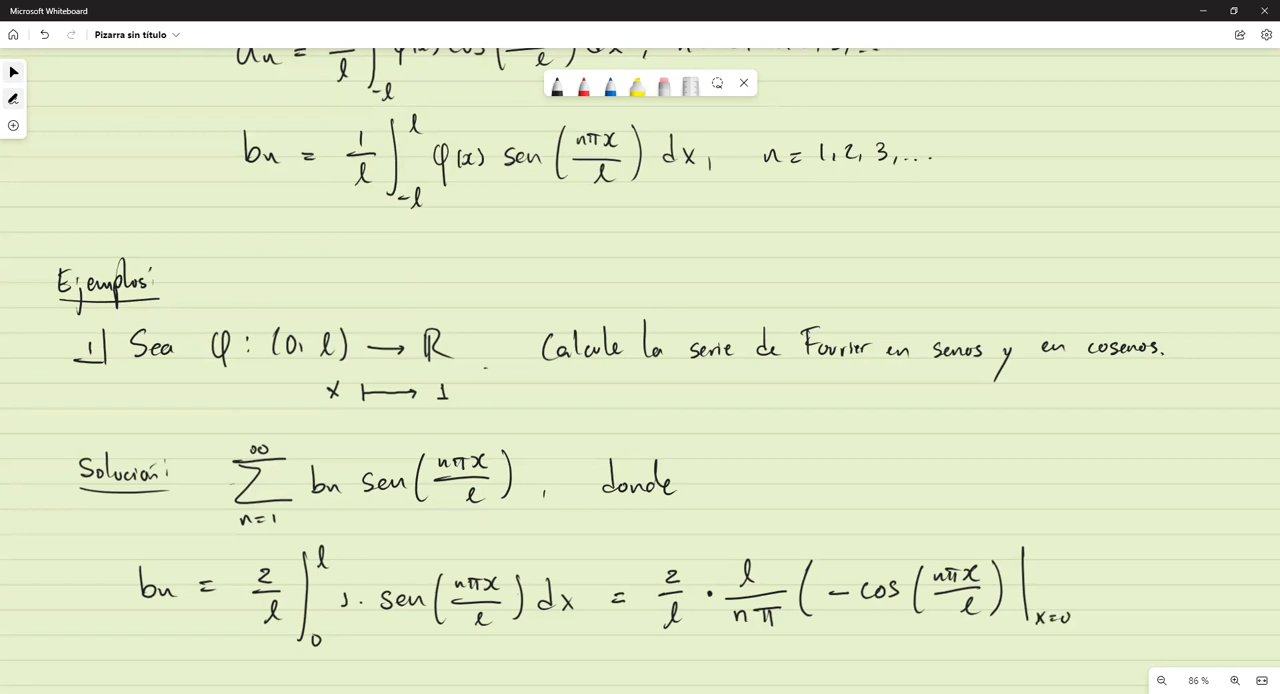 Microsoft Whiteboard
Pizarra sin título
bn = 1/l ∫_{-l}^{l} φ(x) sen(nπx/l) dx, n = 1, 2, 3, ...
Ejemplos:
1] Sea φ : (0, l) → ℝ Calcule la serie de Fourier en senos y en cosenos.
x ↦ 1
Solución: ∑_{n=1}^{∞} bn sen(nπx/l), donde
bn = 2/l ∫_0^l 1· sen(nπx/l) dx = 2/l · l/nπ (- cos(nπx/l) |_{x=0}
86 %